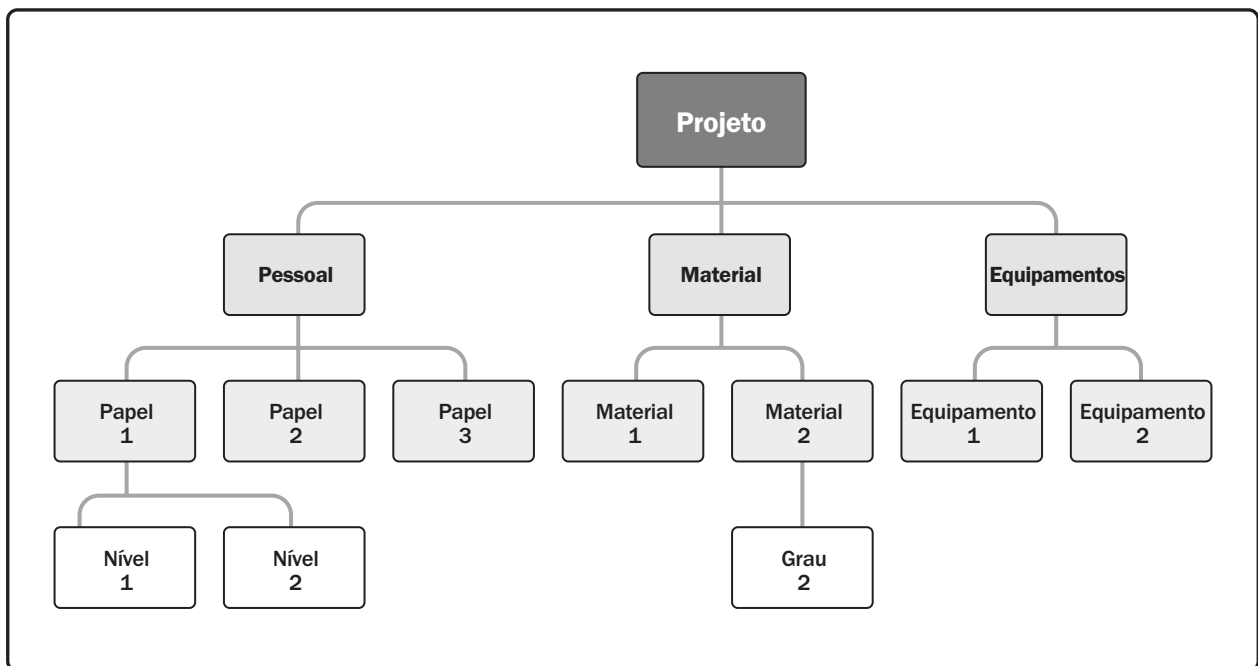 Projeto
Pessoal
Material
Equipamentos
Papel
1
Papel
2
Papel
3
Material
1
Material
2
Equipamento
1
Equipamento
2
Nível
1
Nível
2
Grau
2